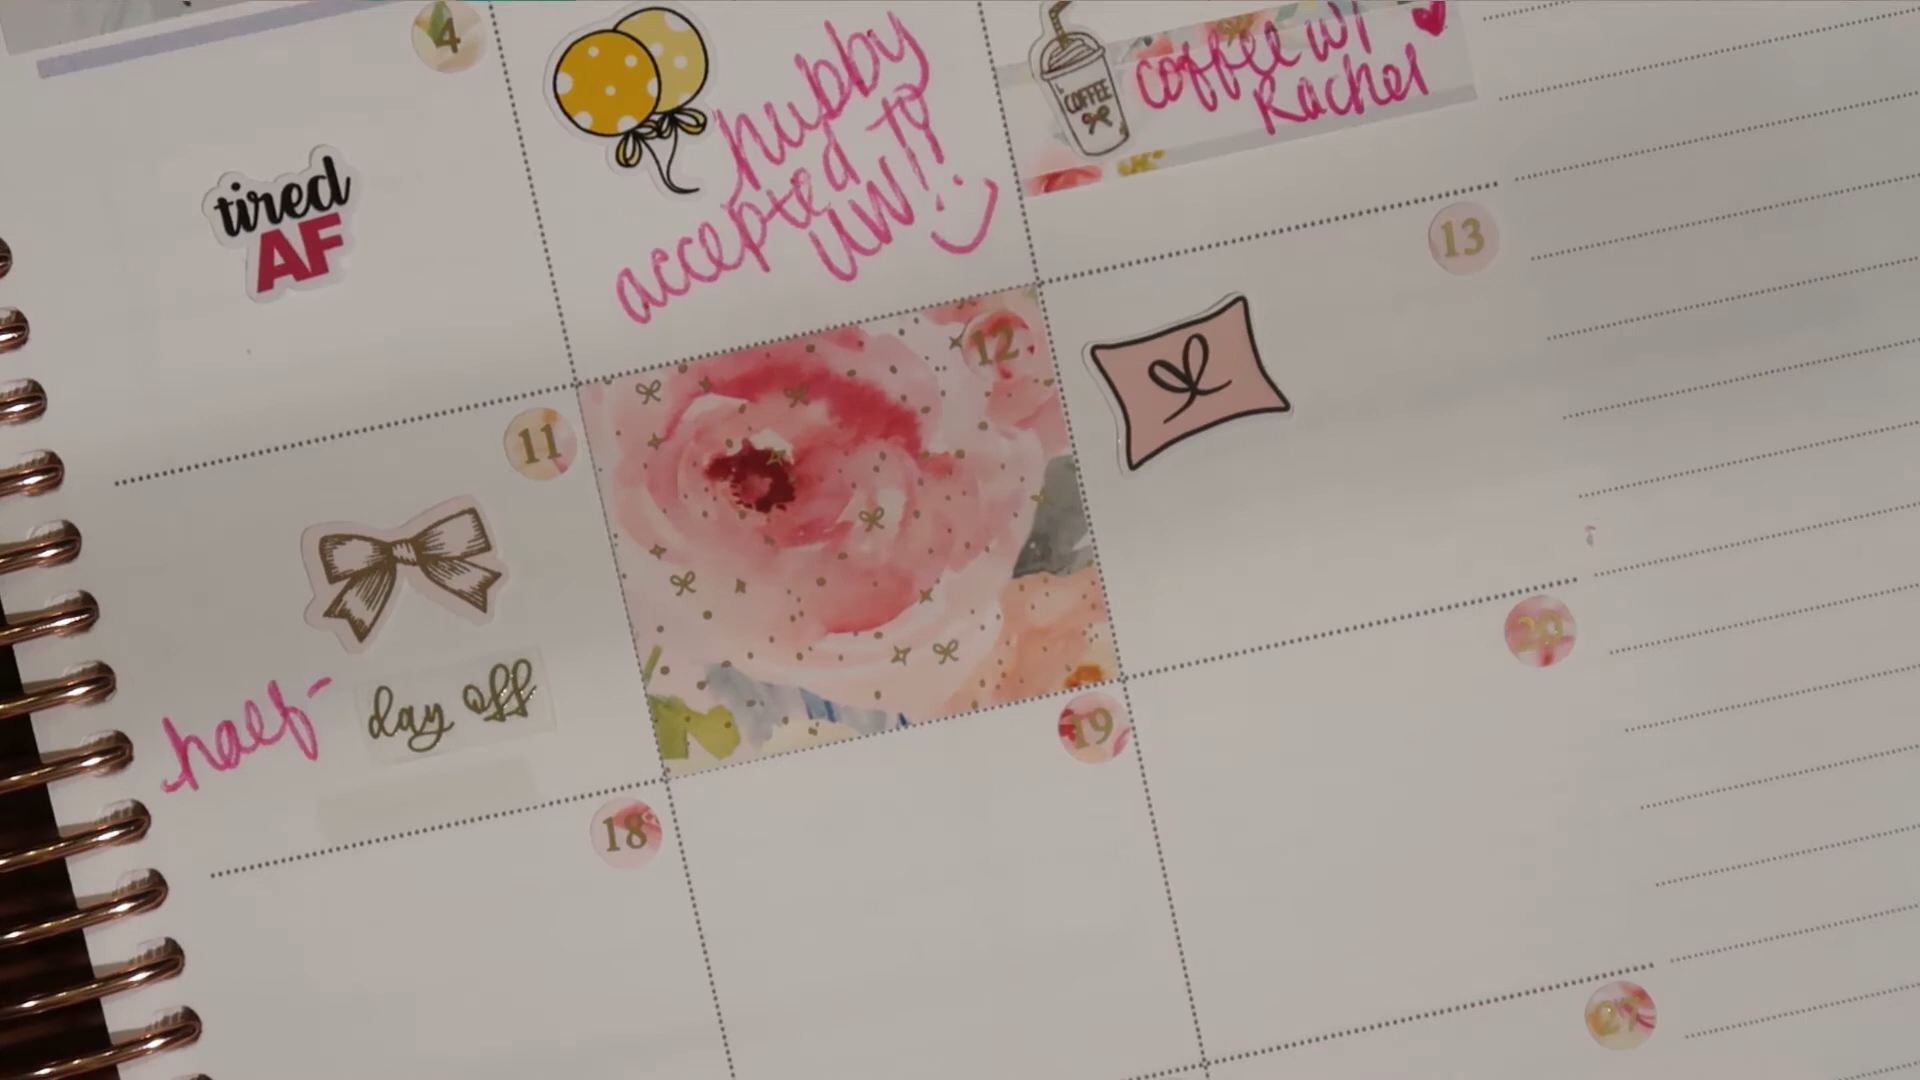 4
tired
AF
hubby
accepted to
UW!!
COFFEE
coffee w/
Rachel
11
12
13
half-
day off
18
19
20
27